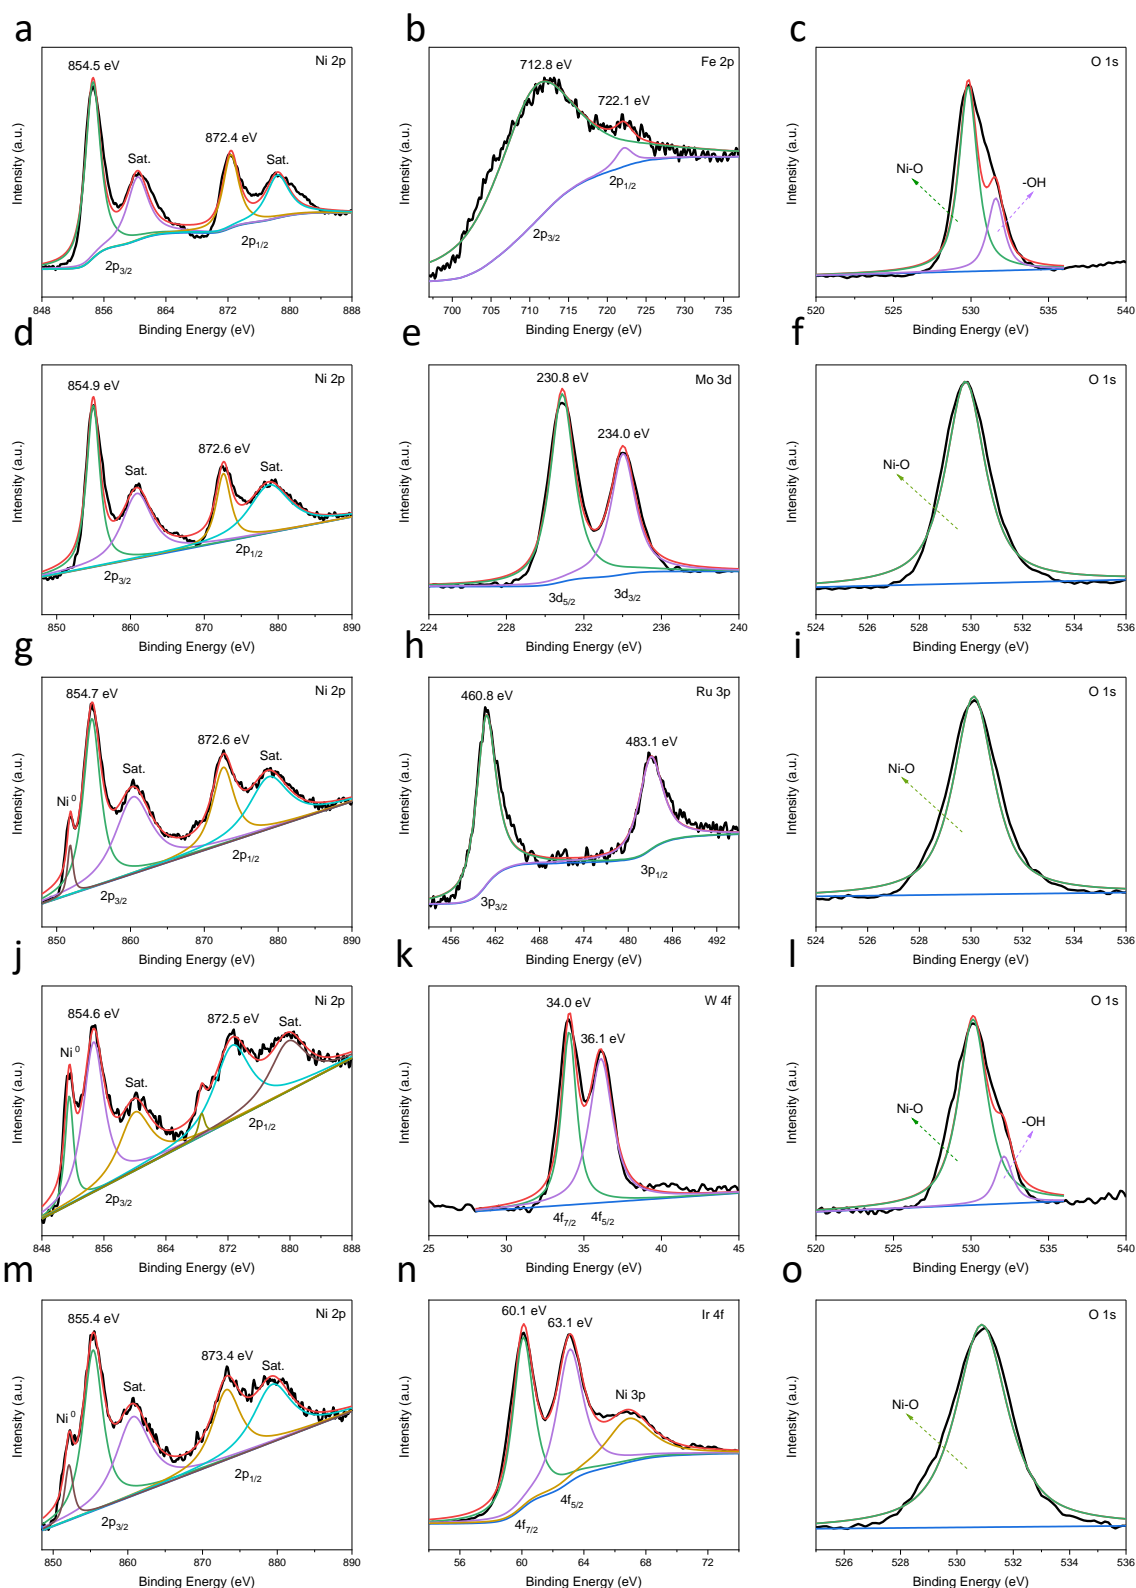 a
Ni 2p
854.5 eV
872.4 eV
Sat.
Sat.
2p1/2
2p3/2
Intensity (a.u.)
848 856 864 872 880 888
Binding Energy (eV)
b
Fe 2p
712.8 eV
722.1 eV
2p1/2
2p3/2
Intensity (a.u.)
700 705 710 715 720 725 730 735
Binding Energy (eV)
c
O 1s
Ni-O
-OH
Intensity (a.u.)
520 525 530 535 540
Binding Energy (eV)
d
Ni 2p
854.9 eV
872.6 eV
Sat.
Sat.
2p1/2
2p3/2
Intensity (a.u.)
850 860 870 880 890
Binding Energy (eV)
e
Mo 3d
230.8 eV
234.0 eV
3d5/2
3d3/2
Intensity (a.u.)
224 228 232 236 240
Binding Energy (eV)
f
O 1s
Ni-O
Intensity (a.u.)
524 526 528 530 532 534 536
Binding Energy (eV)
g
Ni 2p
854.7 eV
872.6 eV
Sat.
Sat.
Ni 0
2p1/2
2p3/2
Intensity (a.u.)
850 860 870 880 890
Binding Energy (eV)
h
Ru 3p
460.8 eV
483.1 eV
3p1/2
3p3/2
Intensity (a.u.)
456 462 468 474 480 486 492
Binding Energy (eV)
i
O 1s
Ni-O
Intensity (a.u.)
524 526 528 530 532 534 536
Binding Energy (eV)
j
Ni 2p
854.6 eV
872.5 eV
Sat.
Ni 0
Sat.
2p1/2
2p3/2
Intensity (a.u.)
848 856 864 872 880 888
Binding Energy (eV)
k
W 4f
34.0 eV
36.1 eV
4f7/2
4f5/2
Intensity (a.u.)
25 30 35 40 45
Binding Energy (eV)
l
O 1s
Ni-O
-OH
Intensity (a.u.)
520 525 530 535 540
Binding Energy (eV)
m
Ni 2p
855.4 eV
873.4 eV
Sat.
Sat.
Ni 0
2p1/2
2p3/2
Intensity (a.u.)
850 860 870 880 890
Binding Energy (eV)
n
Ir 4f
60.1 eV
63.1 eV
Ni 3p
4f5/2
4f7/2
Intensity (a.u.)
56 60 64 68 72
Binding Energy (eV)
o
O 1s
Ni-O
Intensity (a.u.)
526 528 530 532 534 536
Binding Energy (eV)